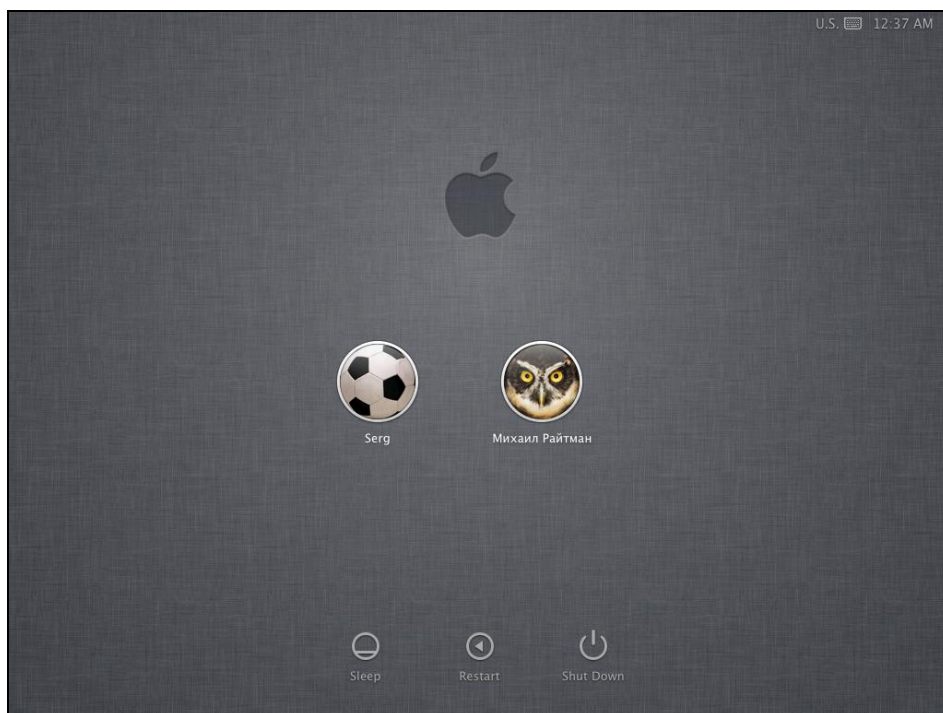 U.S. 12:37 AM
Serg
Михаил Райтман
Sleep
Restart
Shut Down